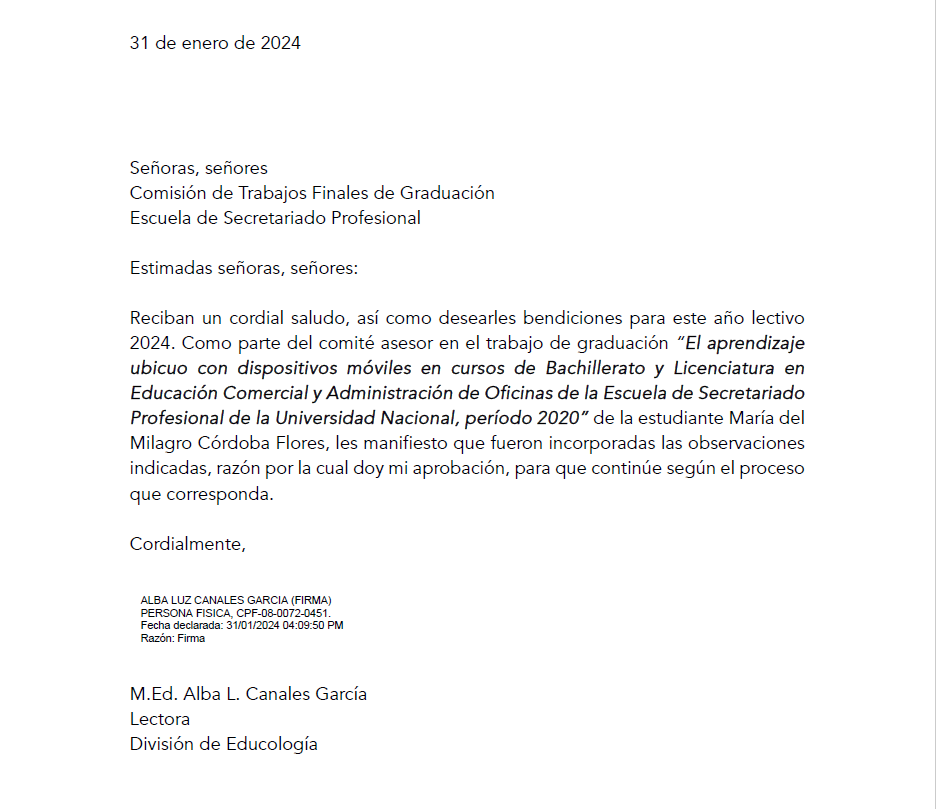 31 de enero de 2024
Señoras, señores
Comisión de Trabajos Finales de Graduación
Escuela de Secretariado Profesional
Estimadas señoras, señores:
Reciban un cordial saludo, así como desearles bendiciones para este año lectivo
2024. Como parte del comité asesor en el trabajo de graduación “El aprendizaje
ubicuo con dispositivos móviles en cursos de Bachillerato y Licenciatura en
Educación Comercial y Administración de Oficinas de la Escuela de Secretariado
Profesional de la Universidad Nacional, período 2020” de la estudiante María del
Milagro Córdoba Flores, les manifiesto que fueron incorporadas las observaciones
indicadas, razón por la cual doy mi aprobación, para que continúe según el proceso
que corresponda.
Cordialmente,
ALBA LUZ CANALES GARCIA (FIRMA)
PERSONA FISICA, CPF-08-0072-0451.
Fecha declarada: 31/01/2024 04:09:50 PM
Razón: Firma
M.Ed. Alba L. Canales García
Lectora
División de Educología